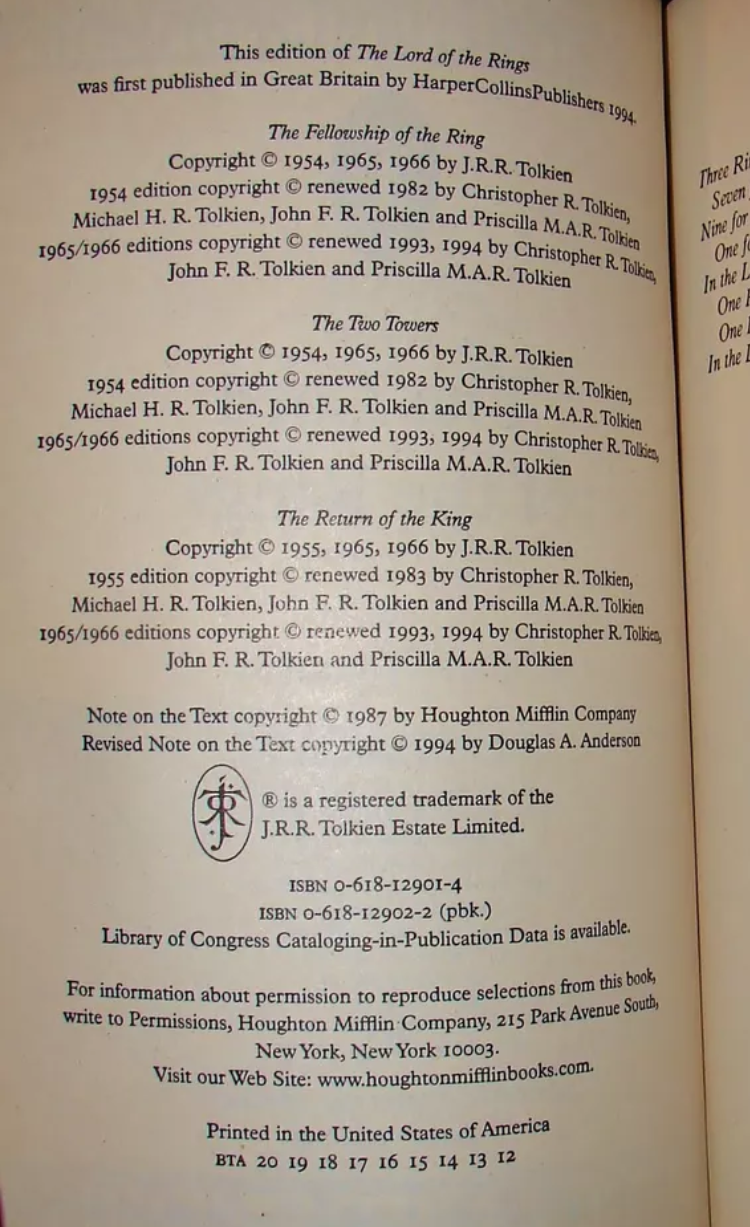 This edition of The Lord of the Rings
was first published in Great Britain by HarperCollinsPublishers 1994.
The Fellowship of the Ring
Copyright © 1954, 1965, 1966 by J.R.R. Tolkien
1954 edition copyright © renewed 1982 by Christopher R. Tolkien,
Michael H. R. Tolkien, John F. R. Tolkien and Priscilla M.A.R. Tolkien
1965/1966 editions copyright © renewed 1993, 1994 by Christopher R. Tolkien,
John F. R. Tolkien and Priscilla M.A.R. Tolkien
The Two Towers
Copyright © 1954, 1965, 1966 by J.R.R. Tolkien
1954 edition copyright © renewed 1982 by Christopher R. Tolkien,
Michael H. R. Tolkien, John F. R. Tolkien and Priscilla M.A.R. Tolkien
1965/1966 editions copyright © renewed 1993, 1994 by Christopher R. Tolkien,
John F. R. Tolkien and Priscilla M.A.R. Tolkien
The Return of the King
Copyright © 1955, 1965, 1966 by J.R.R. Tolkien
1955 edition copyright © renewed 1983 by Christopher R. Tolkien,
Michael H. R. Tolkien, John F. R. Tolkien and Priscilla M.A.R. Tolkien
1965/1966 editions copyright © renewed 1993, 1994 by Christopher R. Tolkien,
John F. R. Tolkien and Priscilla M.A.R. Tolkien
Note on the Text copyright © 1987 by Houghton Mifflin Company
Revised Note on the Text copyright © 1994 by Douglas A. Anderson
® is a registered trademark of the
J.R.R. Tolkien Estate Limited.
ISBN 0-618-12901-4
ISBN 0-618-12902-2 (pbk.)
Library of Congress Cataloging-in-Publication Data is available.
For information about permission to reproduce selections from this book,
write to Permissions, Houghton Mifflin Company, 215 Park Avenue South,
New York, New York 10003.
Visit our Web Site: www.houghtonmifflinbooks.com.
Printed in the United States of America
BTA 20 19 18 17 16 15 14 13 12
Three
Seven
Nine for
One
In the
One
One
In the